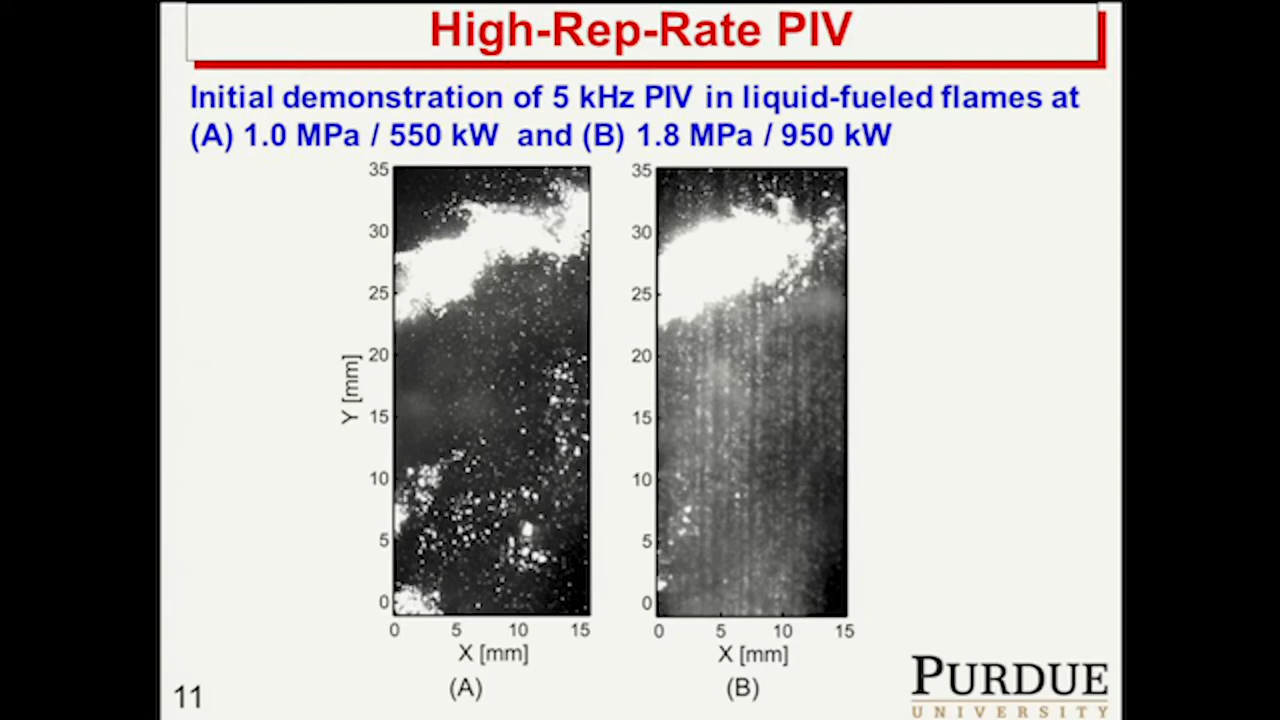 High-Rep-Rate PIV
Initial demonstration of 5 kHz PIV in liquid-fueled flames at
(A) 1.0 MPa / 550 kW and (B) 1.8 MPa / 950 kW
35
30
25
20
15
10
5
0
Y [mm]
0 5 10 15
X [mm]
(A)
35
30
25
20
15
10
5
0
0 5 10 15
X [mm]
(B)
11
PURDUE
UNIVERSITY